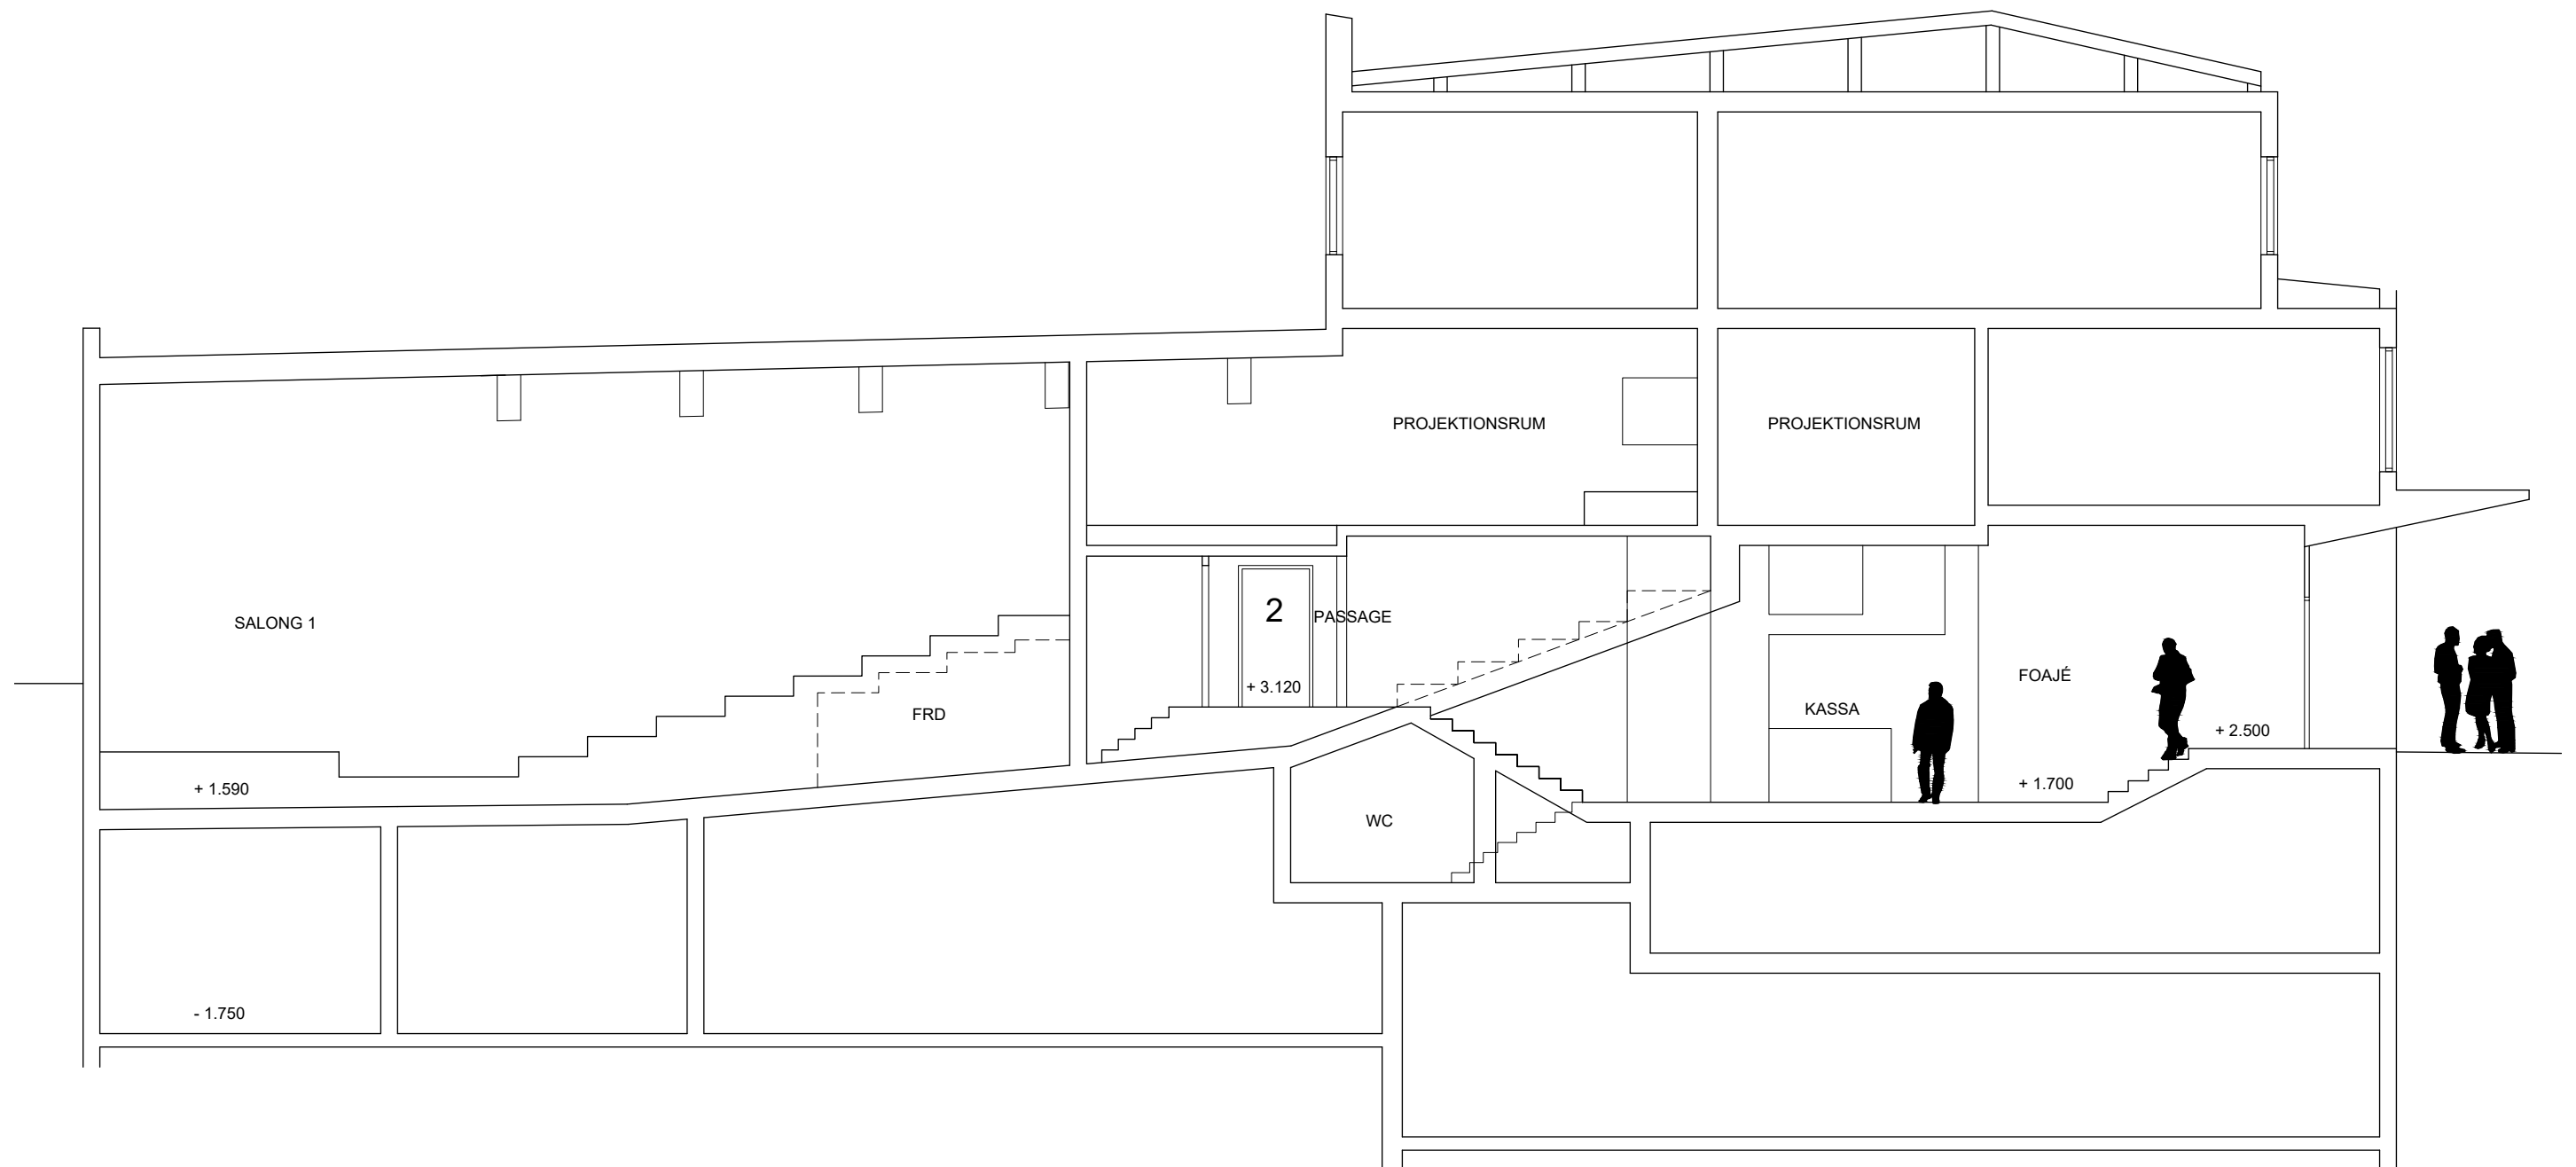 PROJEKTIONSRUM
PROJEKTIONSRUM
SALONG 1
2
PASSAGE
FOAJÉ
+ 3.120
FRD
KASSA
+ 2.500
+ 1.590
+ 1.700
WC
- 1.750